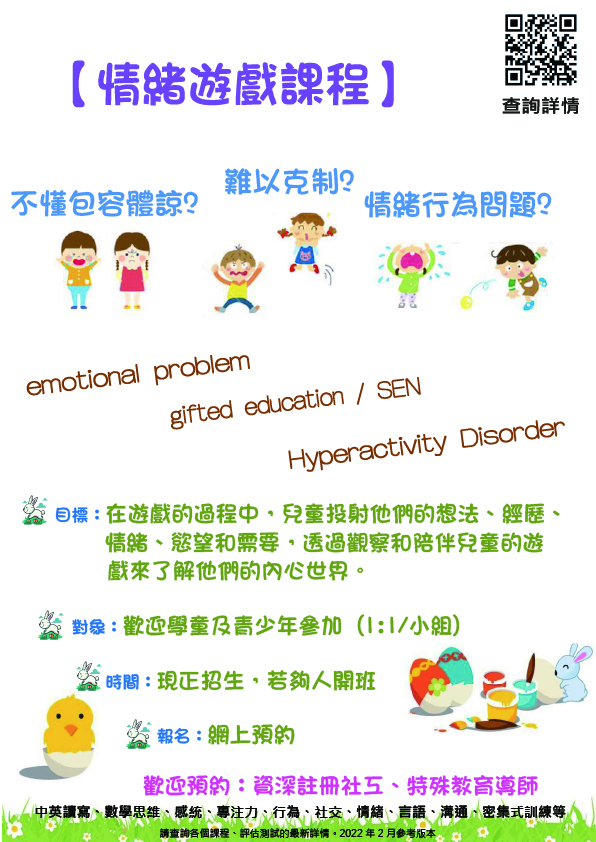 【情緒遊戲課程】
查詢詳情
不懂包容體諒?
難以克制?
情緒行為問題?
emotional problem
gifted education / SEN
Hyperactivity Disorder
目標：在遊戲的過程中，兒童投射他們的想法、經歷、
情緒、慾望和需要，透過觀察和陪伴兒童的遊
戲來了解他們的內心世界。
對象：歡迎學童及青少年參加 (1:1/小組)
時間：現正招生，若夠人開班
報名：網上預約
歡迎預約：資深註冊社工、特殊教育導師
中英讀寫、數學思維、感統、專注力、行為、社交、情緒、言語、溝通、密集式訓練等
請查詢各個課程、評估測試的最新詳情。2022 年 2 月參考版本